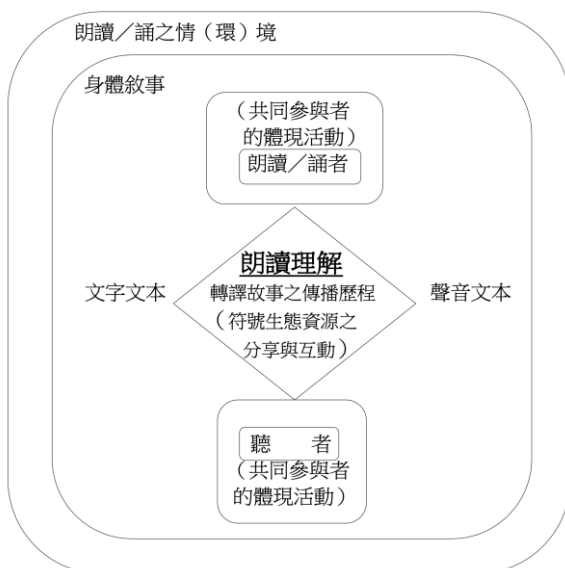 朗讀／誦之情（環）境
身體敘事
（共同參與者
的體現活動）
朗讀／誦者
朗讀理解
轉譯故事之傳播歷程
（符號生態資源之
分享與互動）
文字文本
聲音文本
聽　　者
（共同參與者
的體現活動）